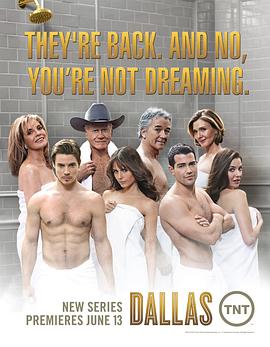 THEY'RE BACK. AND NO,
YOU'RE NOT DREAMING.
NEW SERIES
PREMIERES JUNE 13
DALLAS
TNT